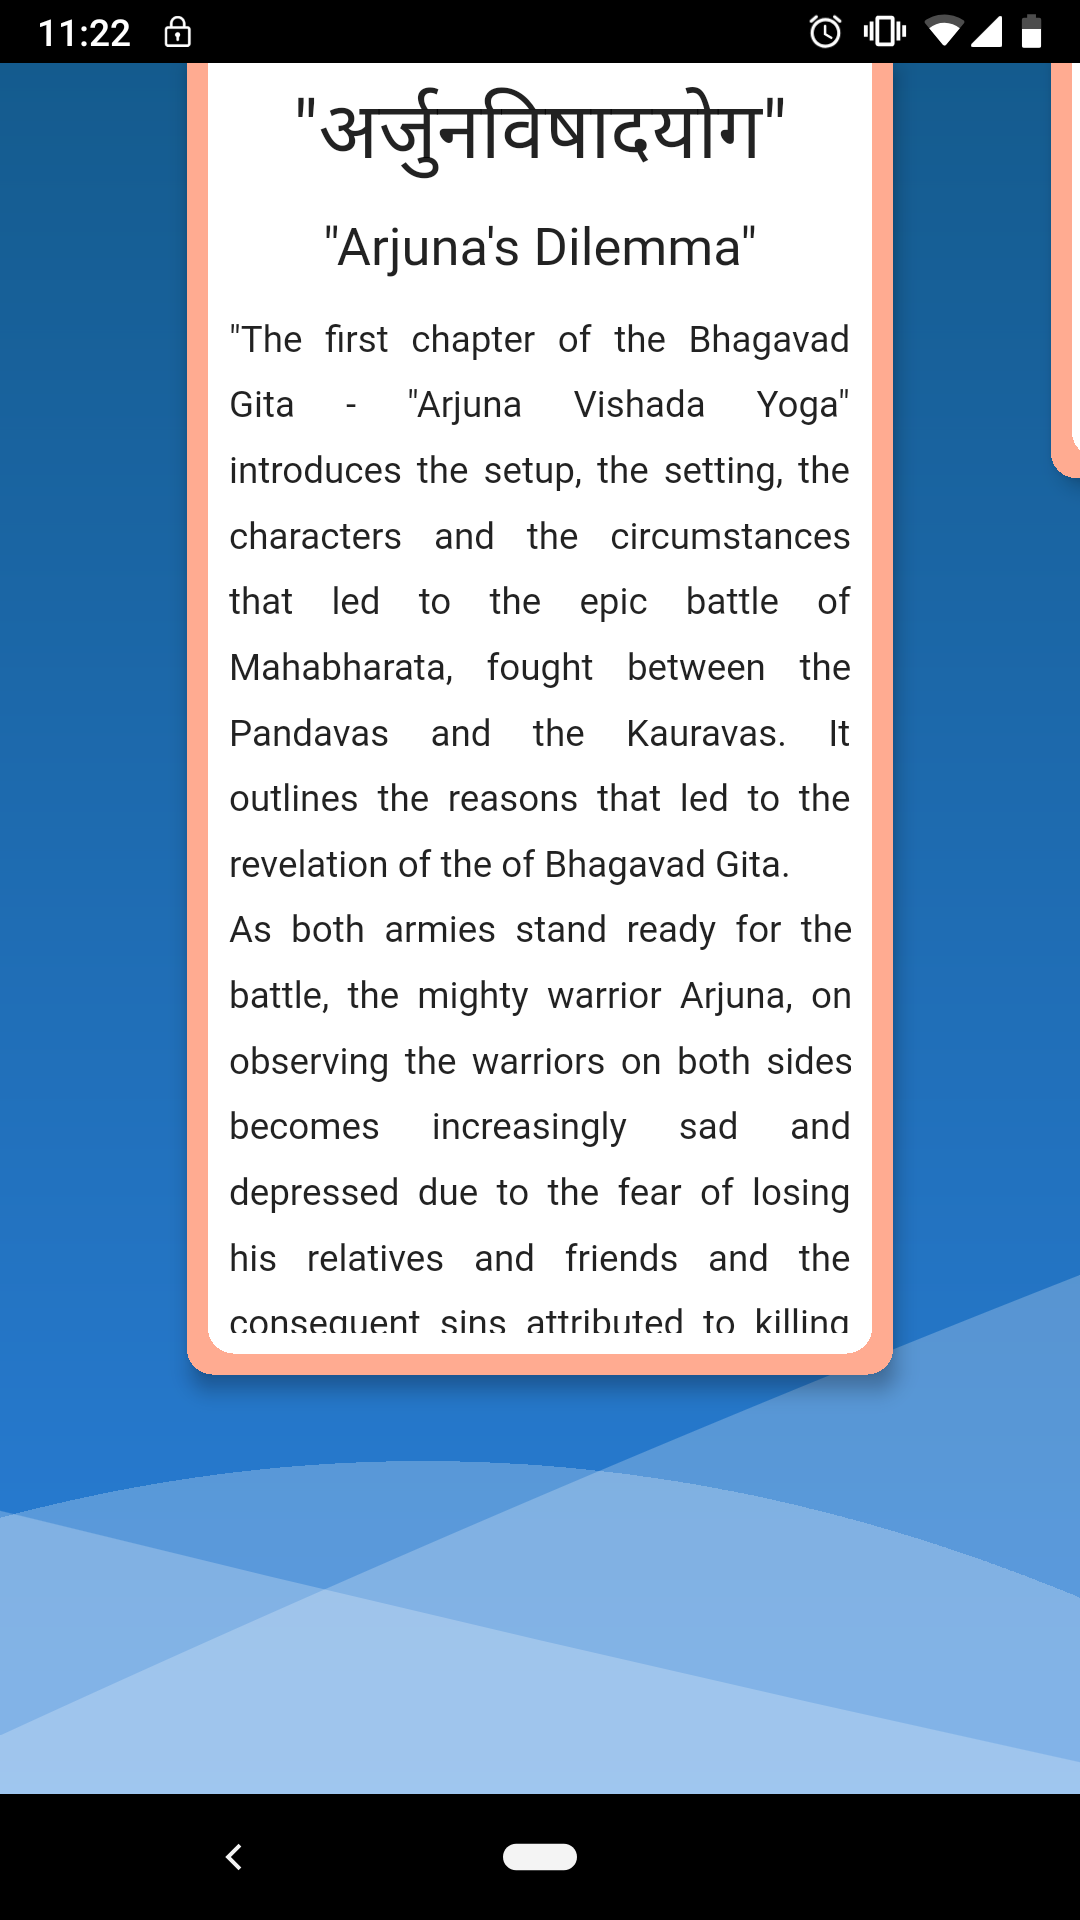 11:22
"अर्जुनविषादयोग"
"Arjuna's Dilemma"
"The first chapter of the Bhagavad
Gita - "Arjuna Vishada Yoga"
introduces the setup, the setting, the
characters and the circumstances
that led to the epic battle of
Mahabharata, fought between the
Pandavas and the Kauravas. It
outlines the reasons that led to the
revelation of the of Bhagavad Gita.
As both armies stand ready for the
battle, the mighty warrior Arjuna, on
observing the warriors on both sides
becomes increasingly sad and
depressed due to the fear of losing
his relatives and friends and the
consequent sins attributed to killing